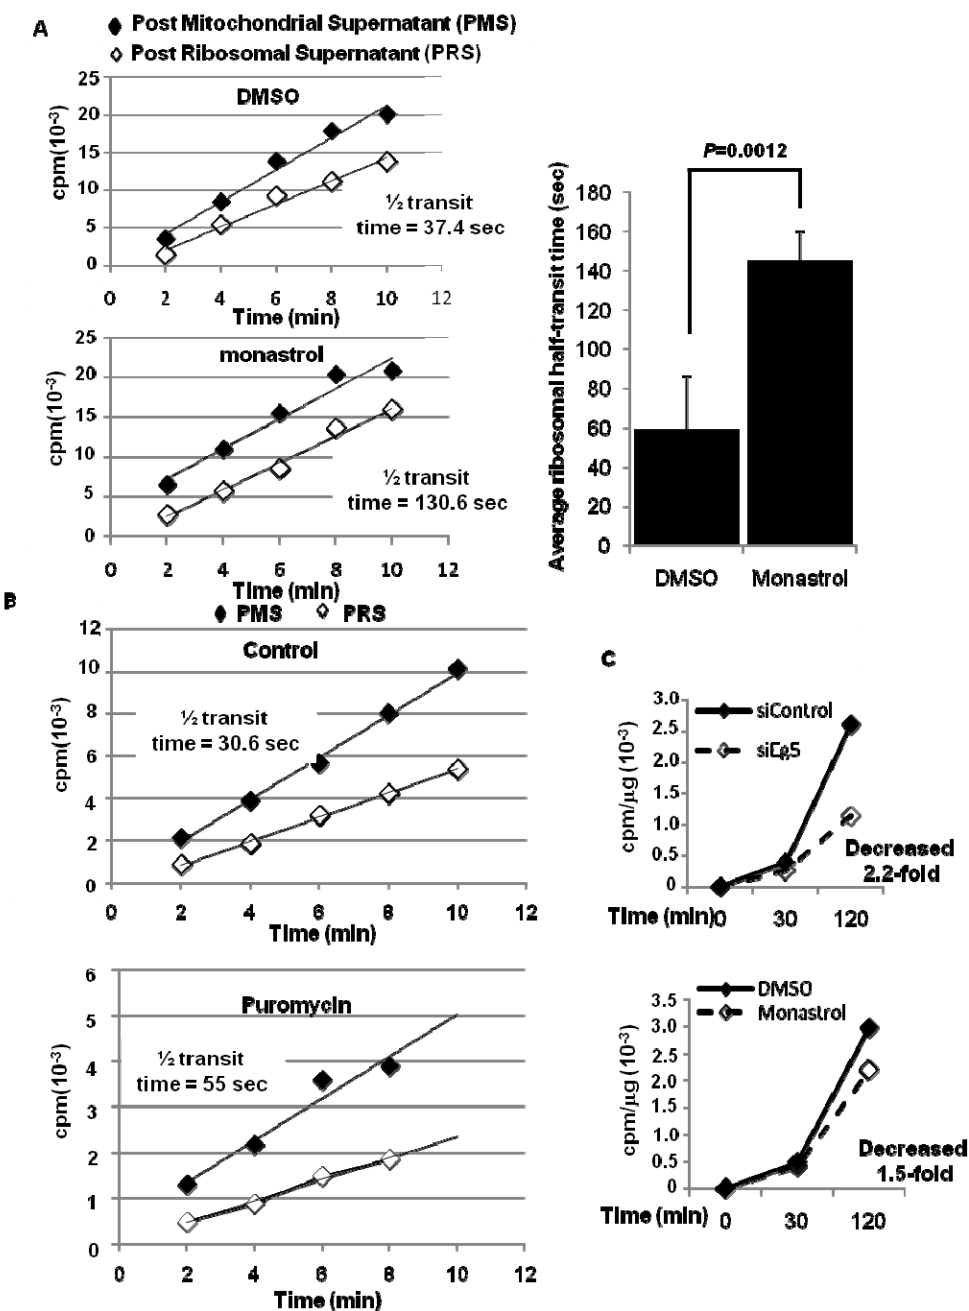 A
Post Mitochondrial Supernatant (PMS)
Post Ribosomal Supernatant (PRS)
25
20
15
10
5
0
cpm(10⁻³)
DMSO
½ transit
time = 37.4 sec
0 2 4 6 8 10 12
Time (min)
25
20
15
10
5
0
cpm(10⁻³)
monastrol
½ transit
time = 130.6 sec
0 2 4 6 8 10 12
Time (min)
P=0.0012
Average ribosomal half-transit time (sec)
180
160
140
120
100
80
60
40
20
0
DMSO Monastrol
B
PMS PRS
12
10
8
6
4
2
0
cpm(10⁻³)
Control
½ transit
time = 30.6 sec
0 2 4 6 8 10 12
Time (min)
6
5
4
3
2
1
0
cpm(10⁻³)
Puromycin
½ transit
time = 55 sec
0 2 4 6 8 10 12
Time (min)
C
siControl
siEg5
3.0
2.0
1.5
1.0
0.5
0
cpm/µg (10⁻³)
Decreased
2.2-fold
Time (min) 0 30 120
DMSO
Monastrol
3.5
3.0
2.5
2.0
1.5
1.0
0.5
0
cpm/µg (10⁻³)
Decreased
1.5-fold
Time (min) 0 30 120